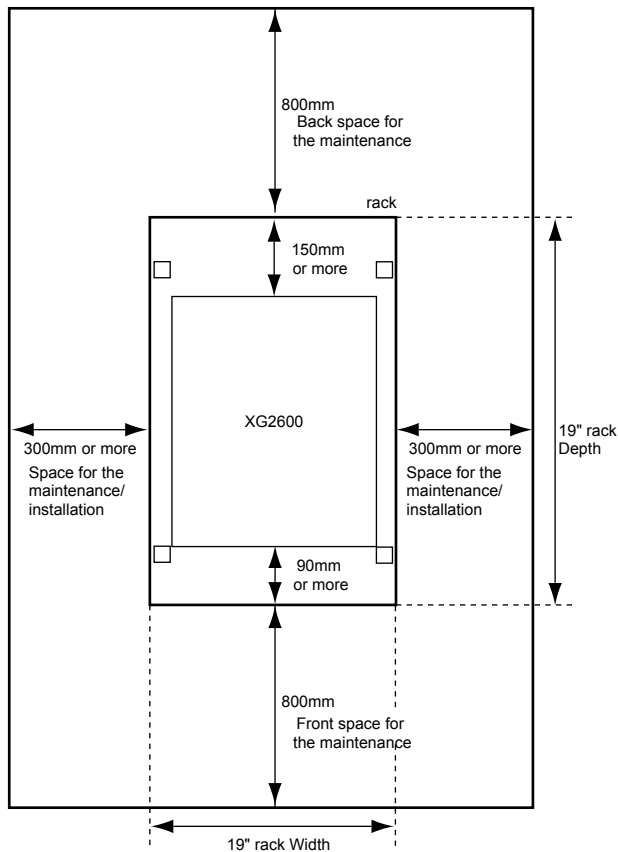 800mm
Back space for
the maintenance
rack
150mm
or more
XG2600
300mm or more
Space for the
maintenance/
installation
300mm or more
Space for the
maintenance/
installation
19" rack
Depth
90mm
or more
800mm
Front space for
the maintenance
19" rack Width